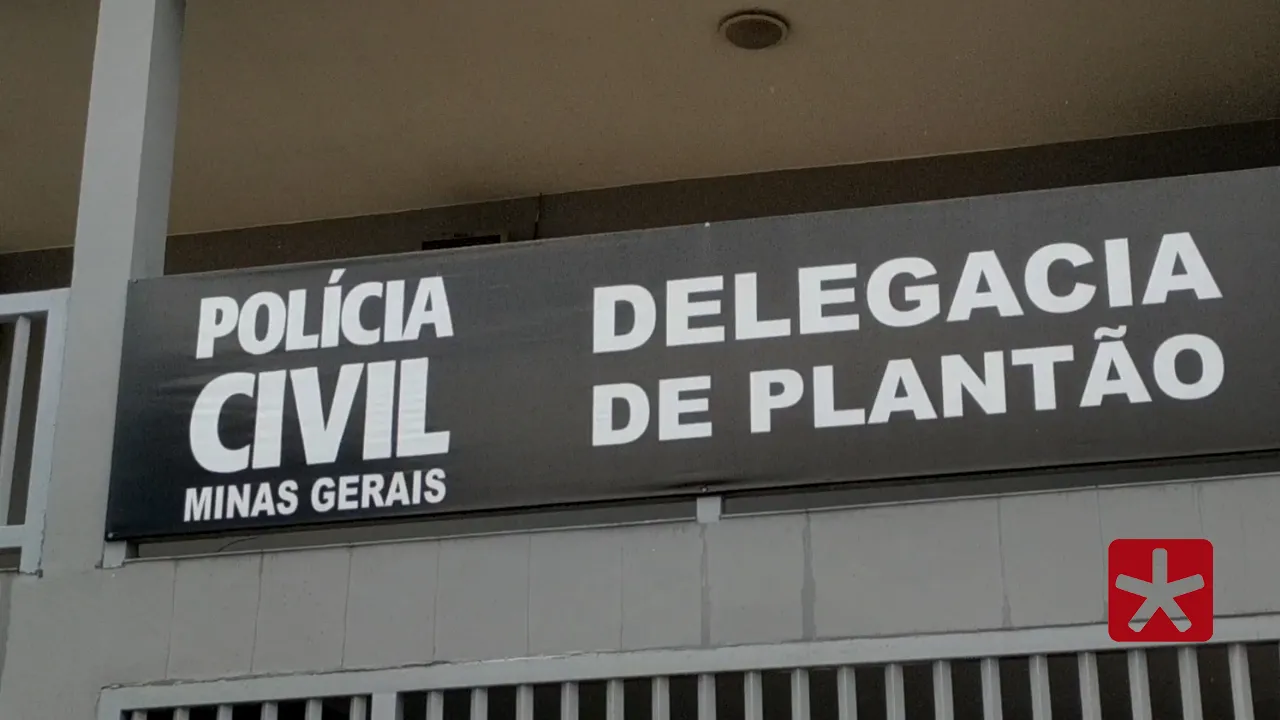 POLÍCIA
CIVIL
MINAS GERAIS
DELEGACIA
DE PLANTÃO